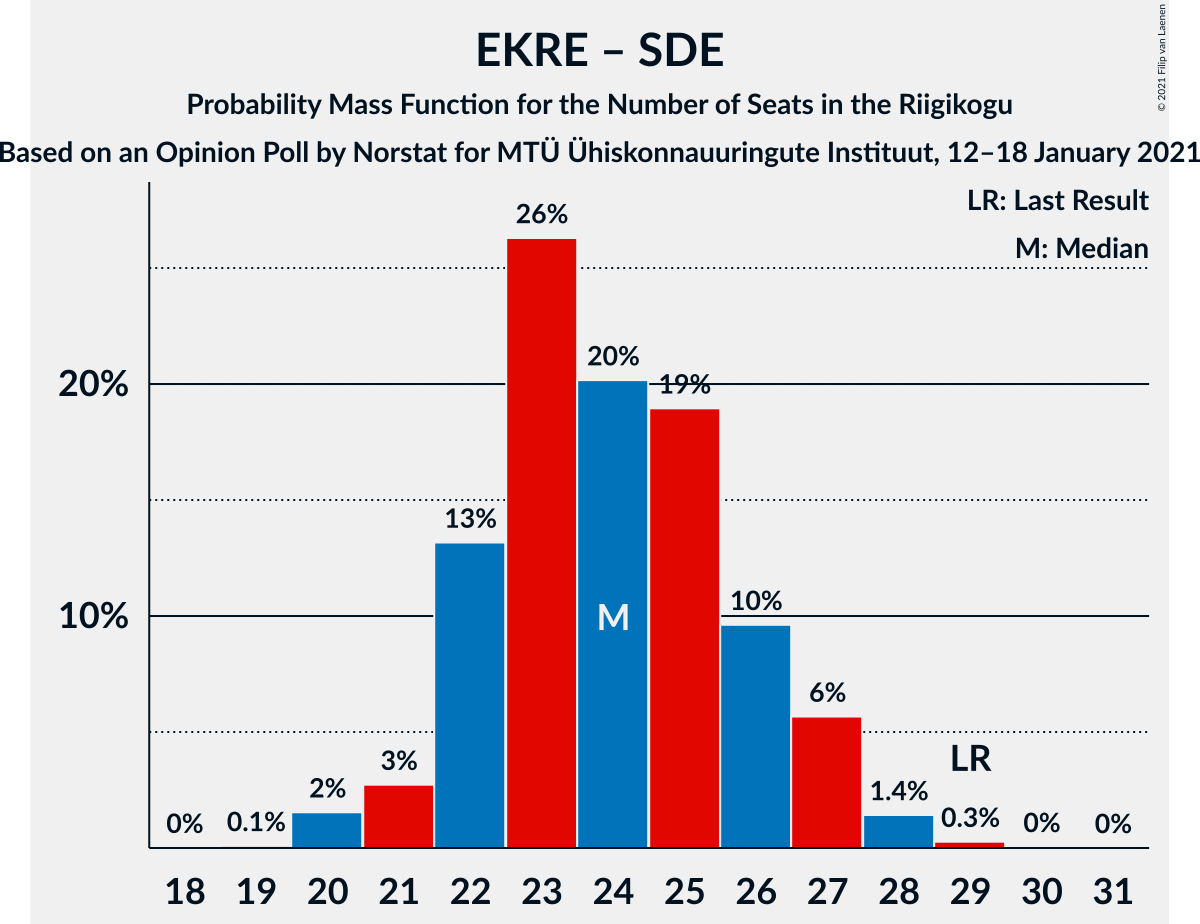 EKRE – SDE
Probability Mass Function for the Number of Seats in the Riigikogu
Based on an Opinion Poll by Norstat for MTÜ Ühiskonnauuringute Instituut, 12–18 January 2021
© 2021 Filip van Laenen
LR: Last Result
M: Median
26%
20%
19%
20%
13%
10%
10%
M
6%
LR
3%
2%
1.4%
0%
0.1%
0.3%
0%
0%
18 19 20 21 22 23 24 25 26 27 28 29 30 31